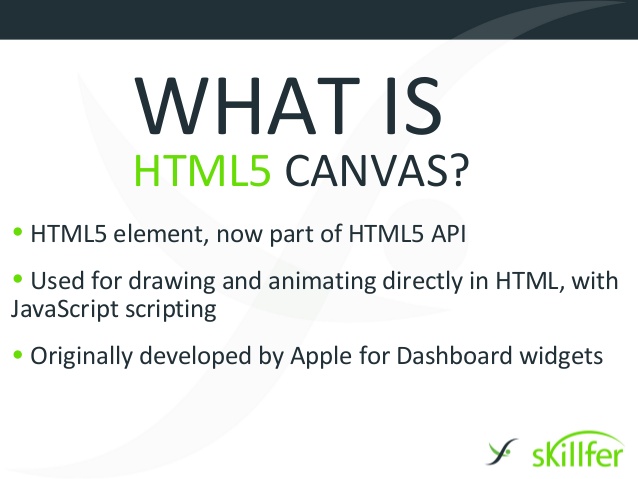 WHAT IS
HTML5 CANVAS?
• HTML5 element, now part of HTML5 API
• Used for drawing and animating directly in HTML, with
JavaScript scripting
• Originally developed by Apple for Dashboard widgets
skillfer